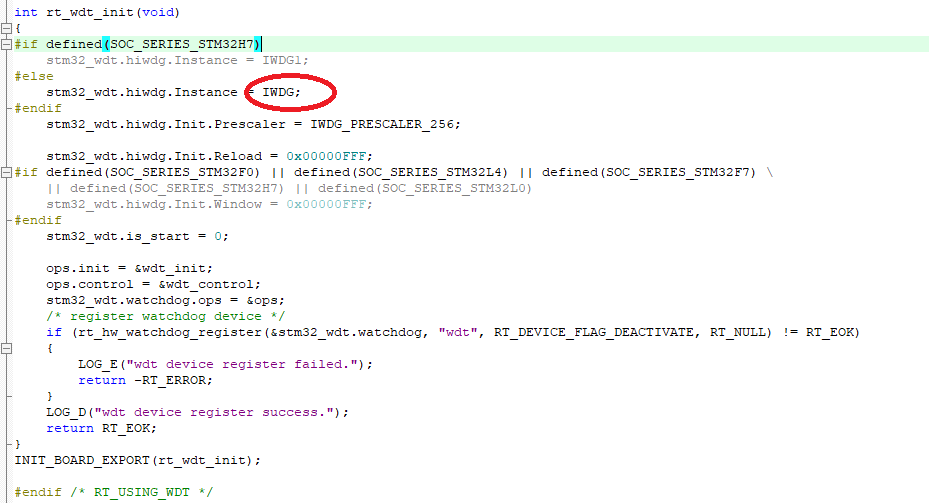 int rt_wdt_init(void)
{
#if defined(SOC_SERIES_STM32H7)
    stm32_wdt.hiwdg.Instance = IWDG1;
#else
    stm32_wdt.hiwdg.Instance = IWDG;
#endif
    stm32_wdt.hiwdg.Init.Prescaler = IWDG_PRESCALER_256;
    stm32_wdt.hiwdg.Init.Reload = 0x00000FFF;
#if defined(SOC_SERIES_STM32F0) || defined(SOC_SERIES_STM32L4) || defined(SOC_SERIES_STM32F7) \
    || defined(SOC_SERIES_STM32H7) || defined(SOC_SERIES_STM32L0)
    stm32_wdt.hiwdg.Init.Window = 0x00000FFF;
#endif
    stm32_wdt.is_start = 0;
    ops.init = &wdt_init;
    ops.control = &wdt_control;
    stm32_wdt.watchdog.ops = &ops;
    /* register watchdog device */
    if (rt_hw_watchdog_register(&stm32_wdt.watchdog, "wdt", RT_DEVICE_FLAG_DEACTIVATE, RT_NULL) != RT_EOK)
    {
        LOG_E("wdt device register failed.");
        return -RT_ERROR;
    }
    LOG_D("wdt device register success.");
    return RT_EOK;
}
INIT_BOARD_EXPORT(rt_wdt_init);
#endif /* RT_USING_WDT */